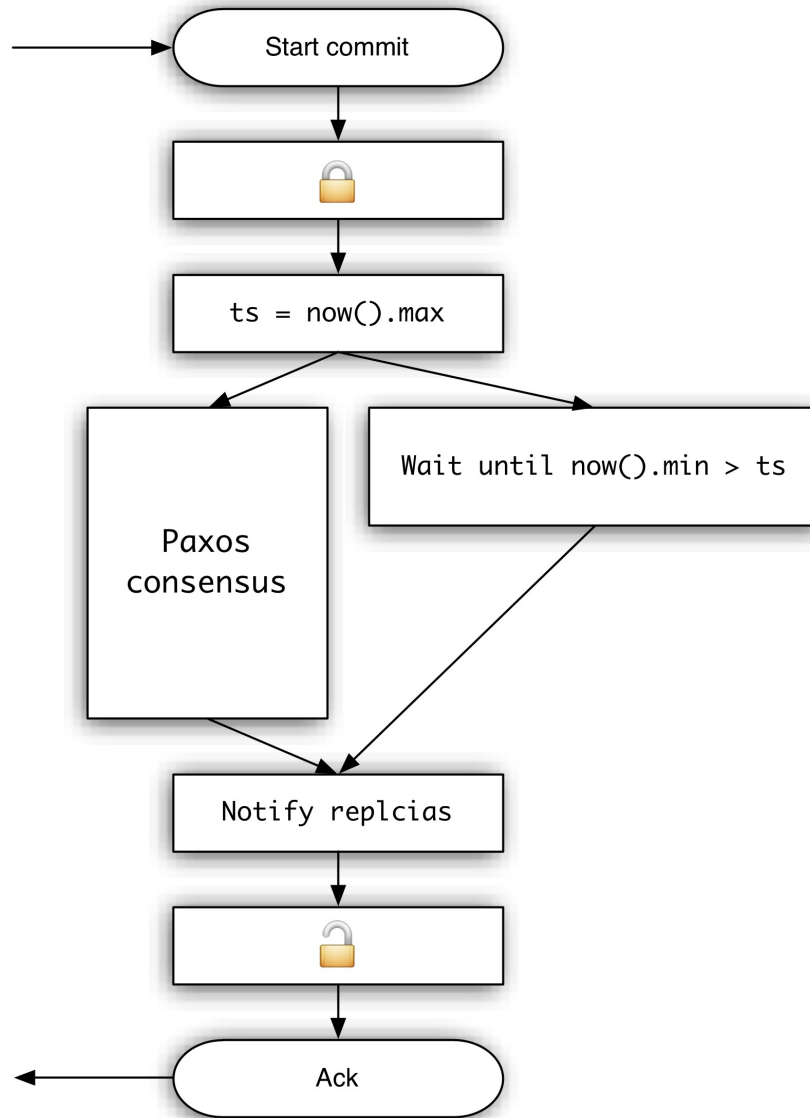 Start commit
ts = now().max
Wait until now().min > ts
Paxos
consensus
Notify replcias
Ack